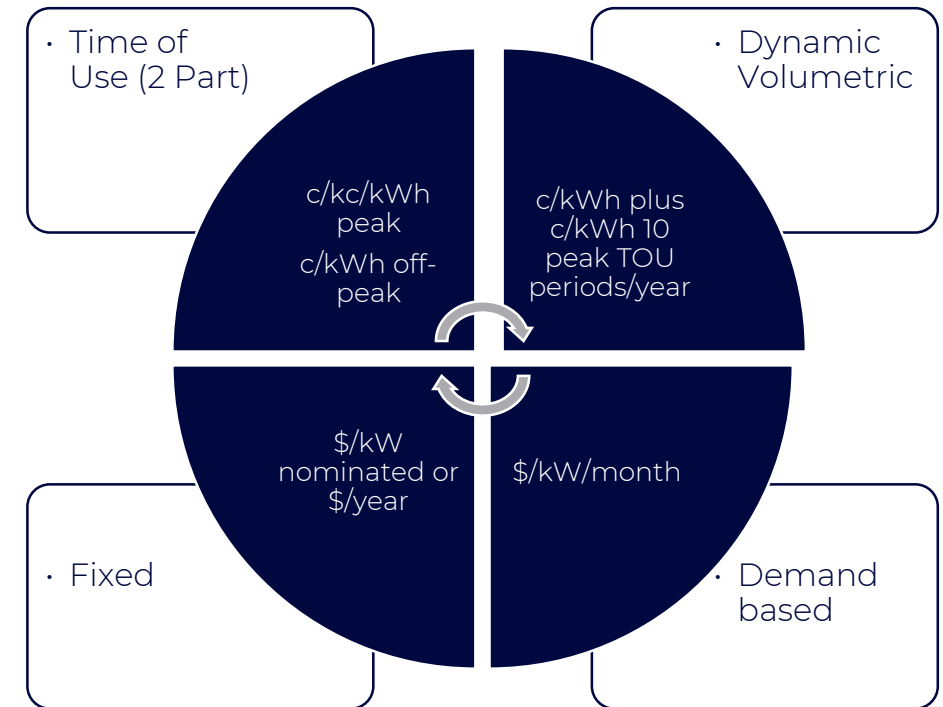 · Time of
Use (2 Part)
· Dynamic
Volumetric
c/kc/kWh
peak
c/kWh off-
peak
c/kWh plus
c/kWh 10
peak TOU
periods/year
$/kW
nominated or
$/year
$/kW/month
· Fixed
· Demand
based